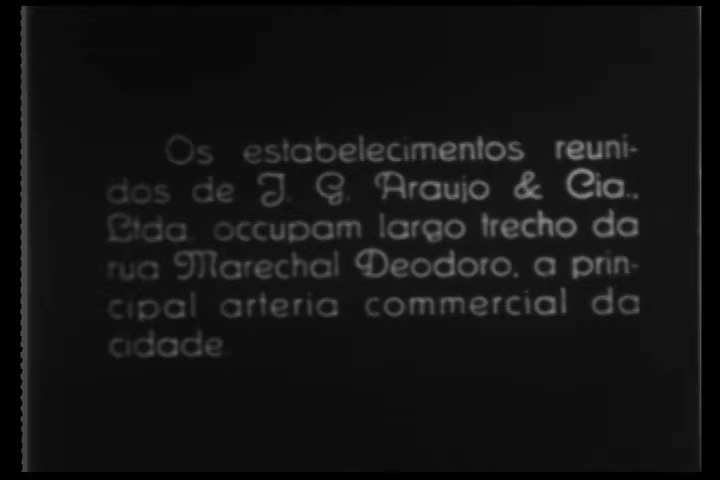 Os estabelecimentos reuni-
dos de J. G. Araujo & Cia.,
Ltda. occupam largo trecho da
rua Marechal Deodoro, a prin-
cipal arteria commercial da
cidade.